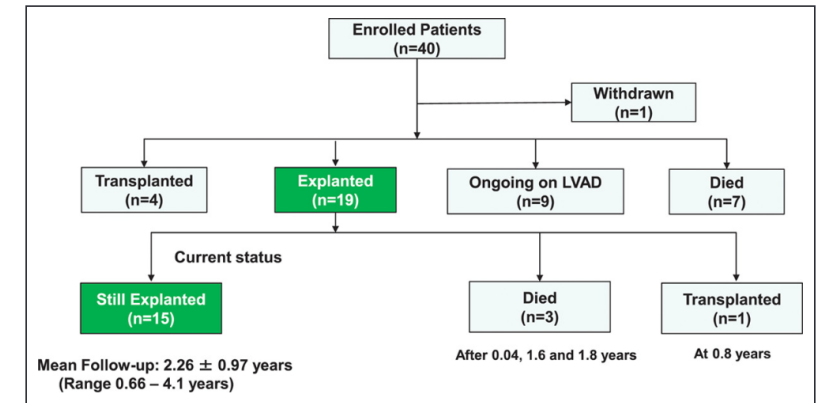 Enrolled Patients
(n=40)
Withdrawn
(n=1)
Transplanted
(n=4)
Explanted
(n=19)
Ongoing on LVAD
(n=9)
Died
(n=7)
Current status
Still Explanted
(n=15)
Died
(n=3)
Transplanted
(n=1)
Mean Follow-up: 2.26 ± 0.97 years
(Range 0.66 – 4.1 years)
After 0.04, 1.6 and 1.8 years
At 0.8 years